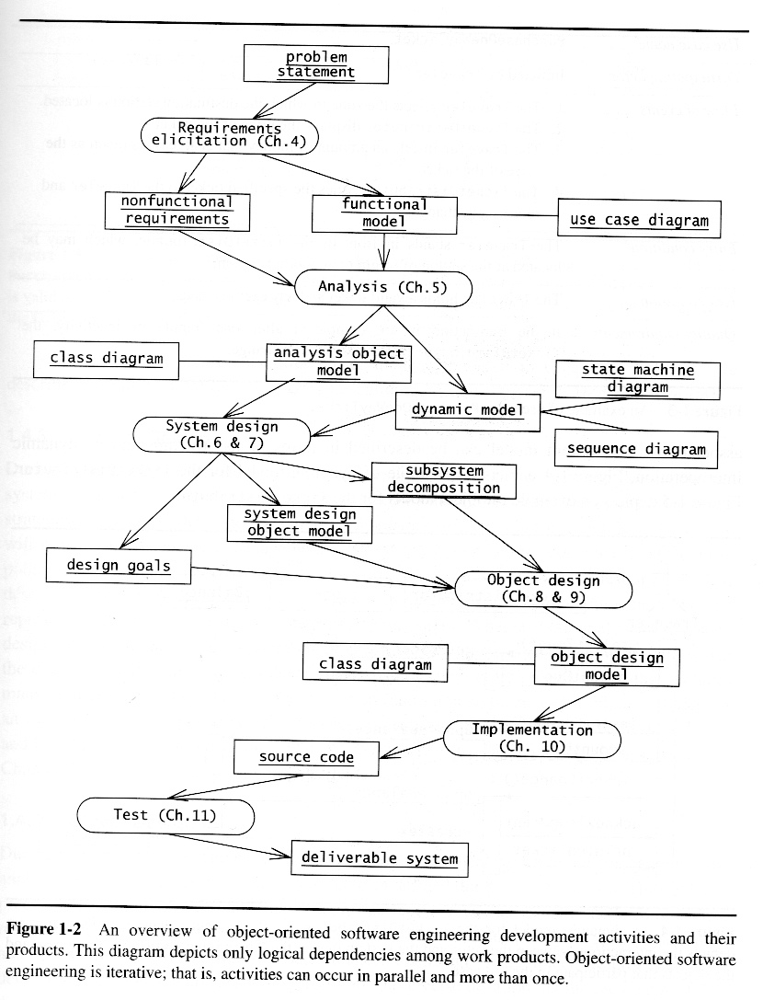 problem
statement
Requirements
elicitation (Ch.4)
nonfunctional
requirements
functional
model
use case diagram
Analysis (Ch.5)
class diagram
analysis object
model
state machine
diagram
dynamic model
System design
(Ch.6 & 7)
sequence diagram
subsystem
decomposition
system design
object model
design goals
Object design
(Ch.8 & 9)
class diagram
object design
model
Implementation
(Ch. 10)
source code
Test (Ch.11)
deliverable system
Figure 1-2 An overview of object-oriented software engineering development activities and their
products. This diagram depicts only logical dependencies among work products. Object-oriented software
engineering is iterative; that is, activities can occur in parallel and more than once.